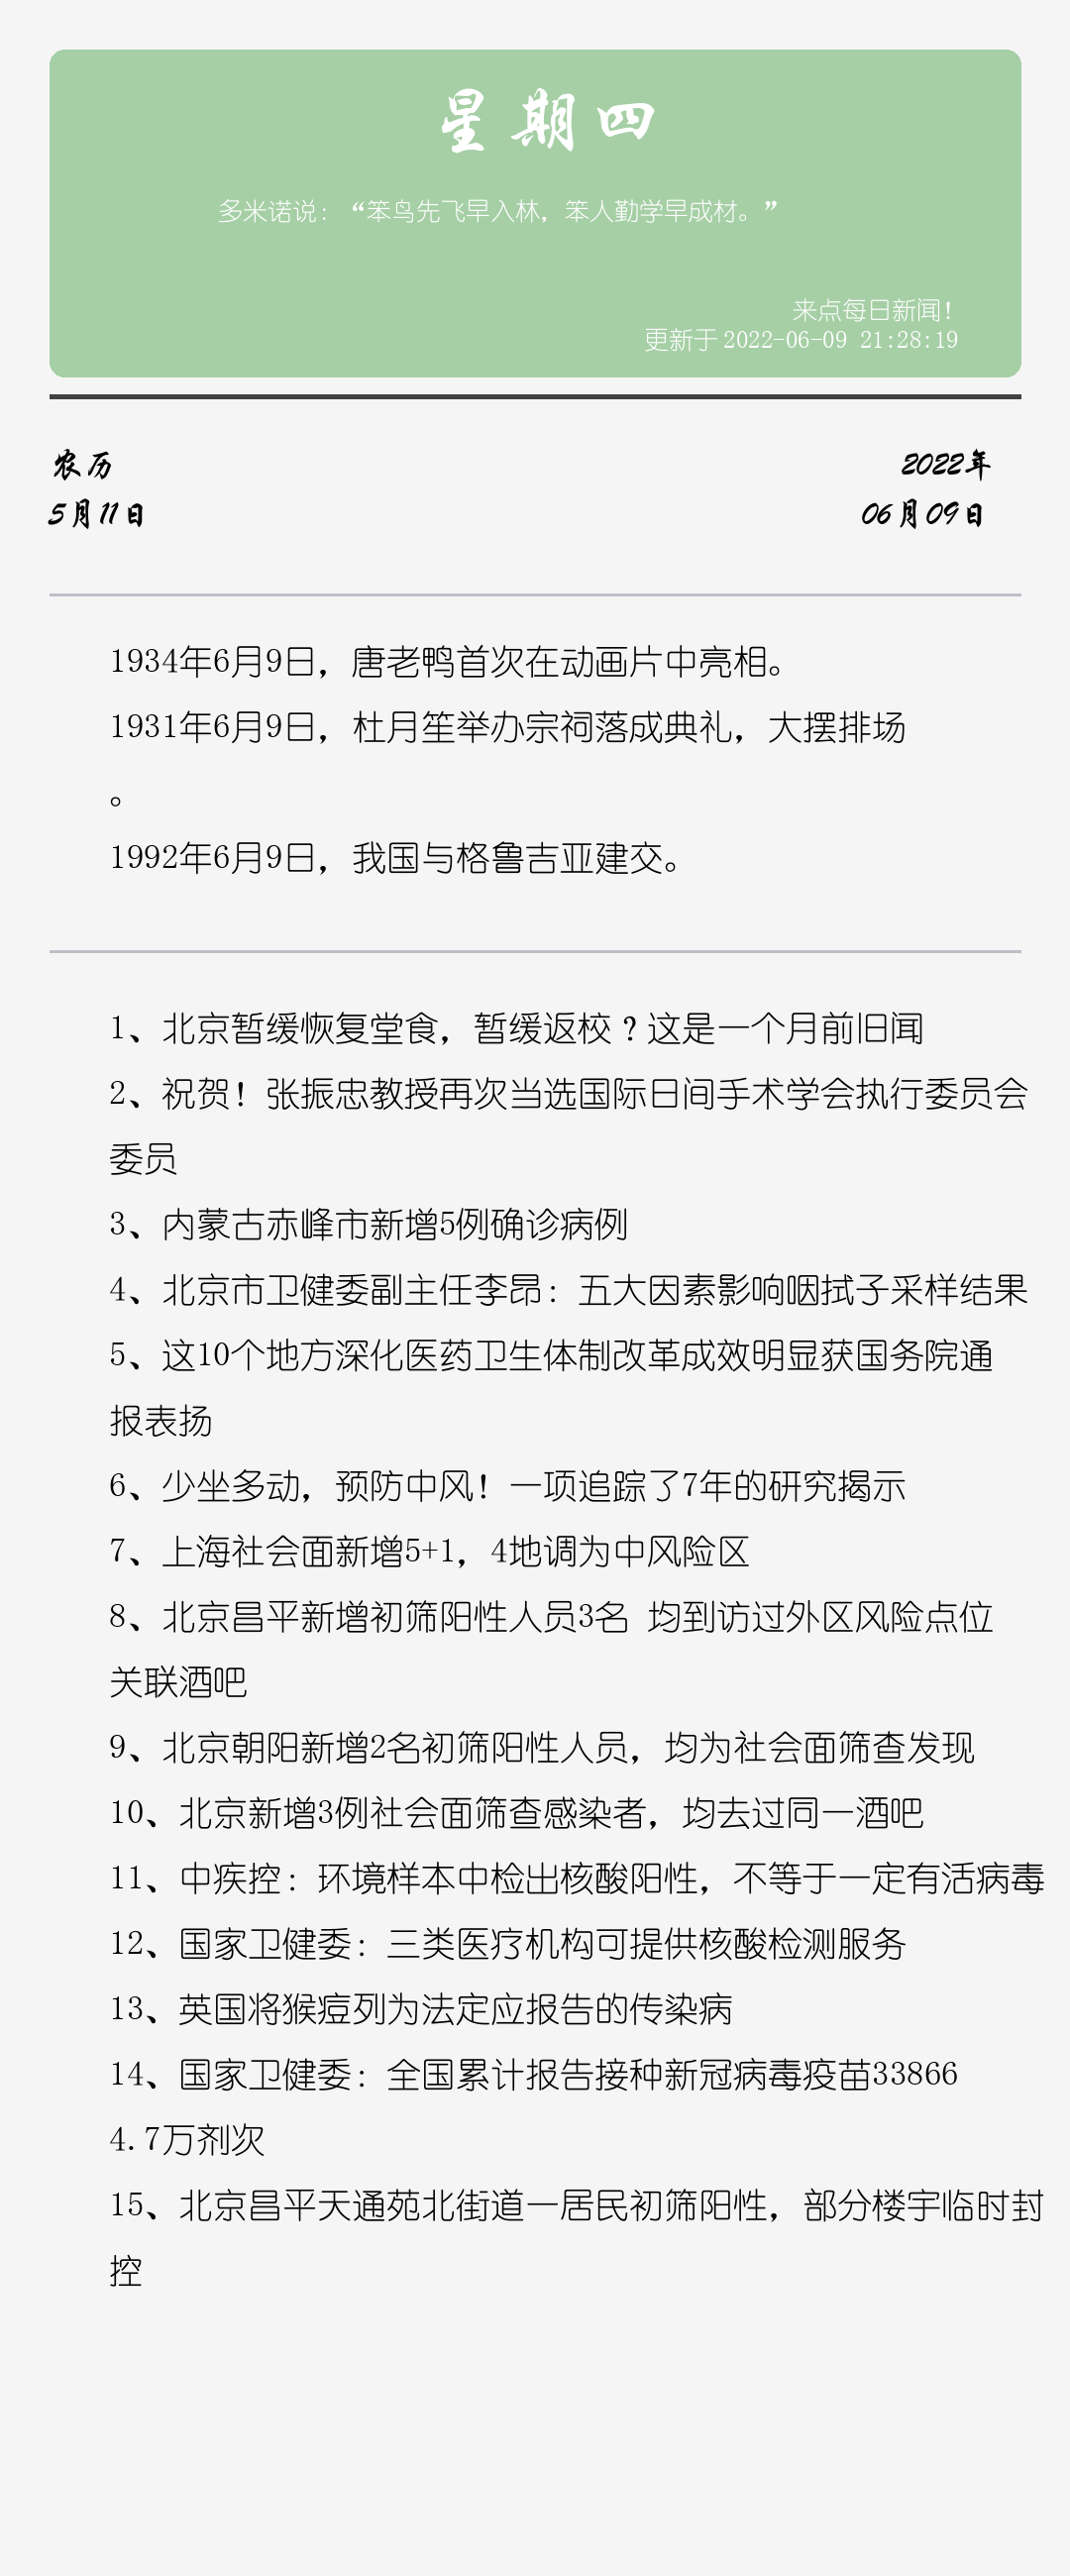 星期四
多米诺说：“笨鸟先飞早入林，笨人勤学早成材。”
来点每日新闻！
更新于 2022-06-09 21:28:19
农历
2022年
5月11日
06月09日
1934年6月9日，唐老鸭首次在动画片中亮相。
1931年6月9日，杜月笙举办宗祠落成典礼，大摆排场
。
1992年6月9日，我国与格鲁吉亚建交。
1、北京暂缓恢复堂食，暂缓返校？这是一个月前旧闻
2、祝贺！张振忠教授再次当选国际日间手术学会执行委员会
委员
3、内蒙古赤峰市新增5例确诊病例
4、北京市卫健委副主任李昂：五大因素影响咽拭子采样结果
5、这10个地方深化医药卫生体制改革成效明显获国务院通
报表扬
6、少坐多动，预防中风！一项追踪了7年的研究揭示
7、上海社会面新增5+1，4地调为中风险区
8、北京昌平新增初筛阳性人员3名 均到访过外区风险点位
关联酒吧
9、北京朝阳新增2名初筛阳性人员，均为社会面筛查发现
10、北京新增3例社会面筛查感染者，均去过同一酒吧
11、中疾控：环境样本中检出核酸阳性，不等于一定有活病毒
12、国家卫健委：三类医疗机构可提供核酸检测服务
13、英国将猴痘列为法定应报告的传染病
14、国家卫健委：全国累计报告接种新冠病毒疫苗33866
4.7万剂次
15、北京昌平天通苑北街道一居民初筛阳性，部分楼宇临时封
控